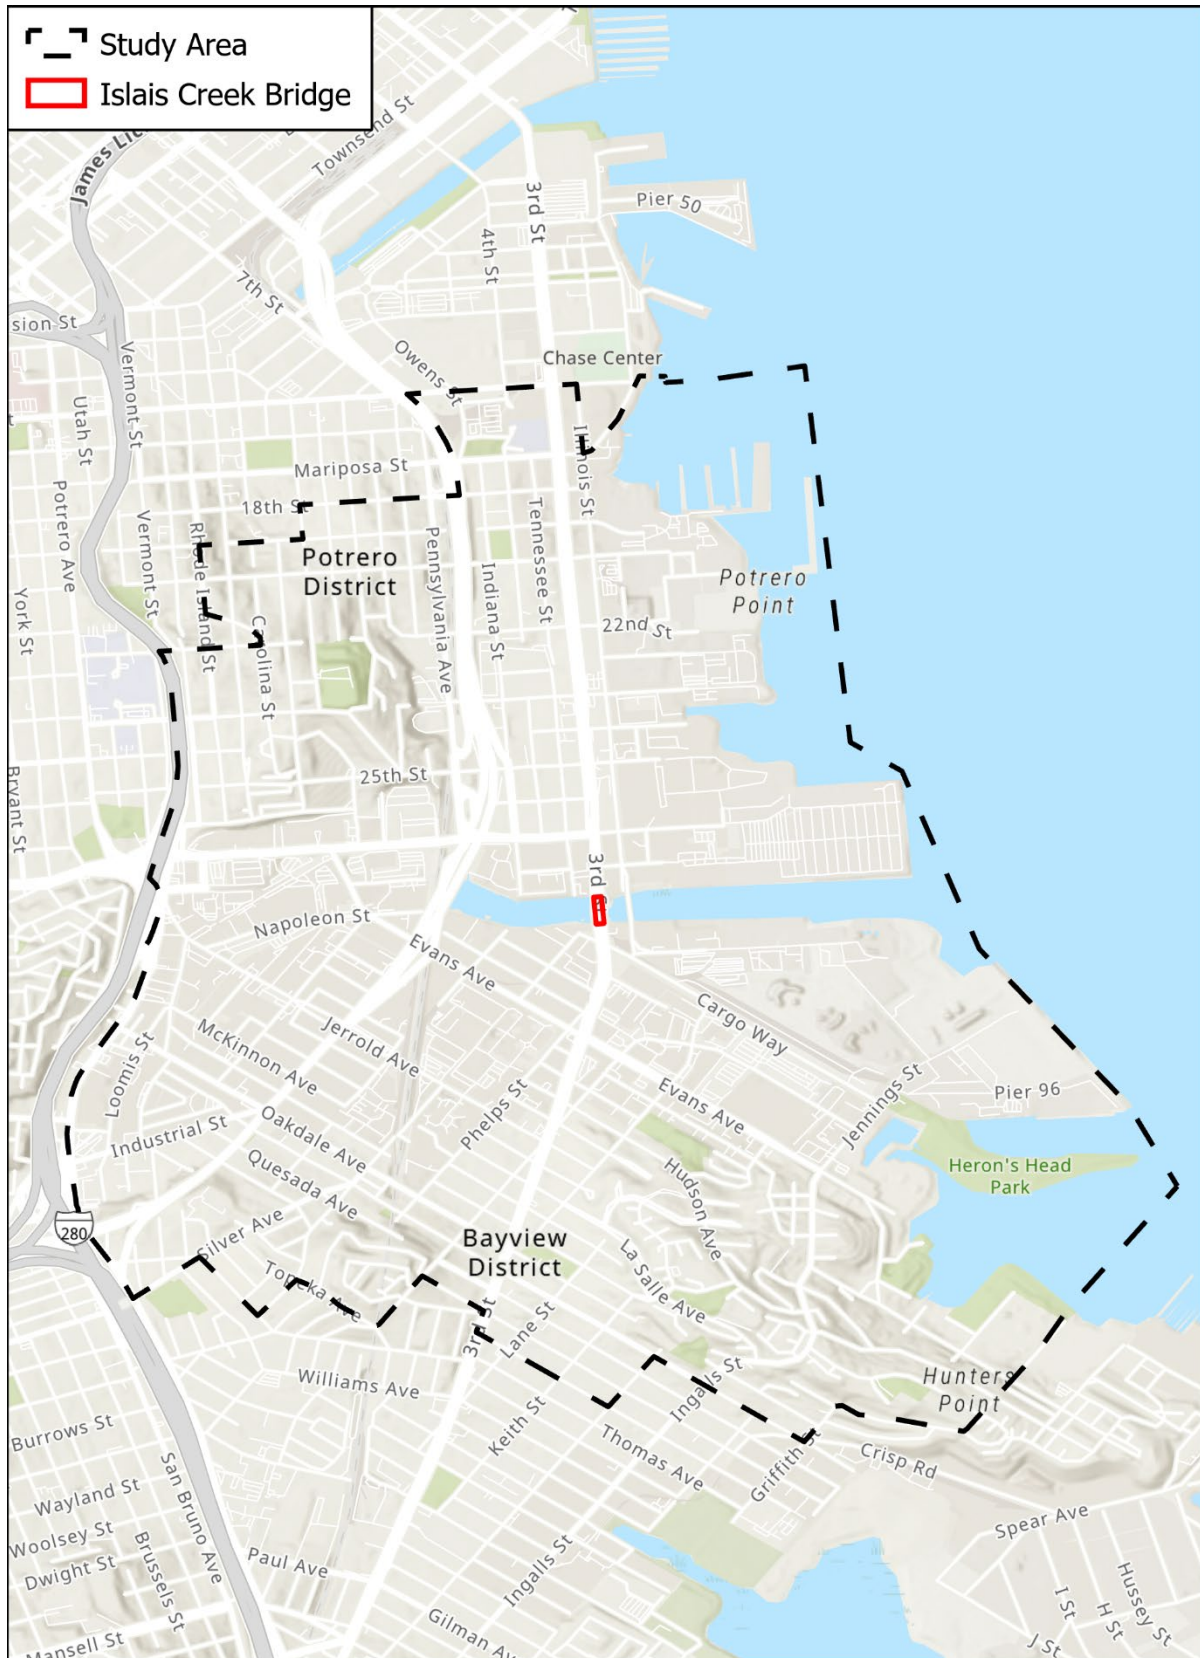 Study Area
Islais Creek Bridge
Townsend St
James Lic
3rd St
Pier 50
4th St
7th St
sion St
Vermont St
Owens St
Chase Center
Utah St
Illinois St
Mariposa St
Potrero Ave
18th St
Vermont St
Rhode Island St
Potrero
District
Pennsylvania Ave
Tennessee St
Indiana St
Potrero
Point
York St
Carolina St
22nd St
25th St
Bryant St
3rd
Napoleon St
Evans Ave
Cargo Way
Jerrold Ave
McKinnon Ave
Loomis St
Phelps St
Evans Ave
Jennings St
Pier 96
Industrial St
Oakdale Ave
Quesada Ave
Hudson Ave
Heron's Head
Park
280
Silver Ave
Bayview
District
La Salle Ave
Topeka Ave
3rd St
Lane St
Williams Ave
Ingalls St
Hunters
Point
Keith St
Burrows St
Thomas Ave
Griffith St
Crisp Rd
San Bruno Ave
Wayland St
Woolsey St
Dwight St
Brussels St
Paul Ave
Ingalls St
Spear Ave
Hussey St
I St
H St
J St
Gilman Av
Mansell St